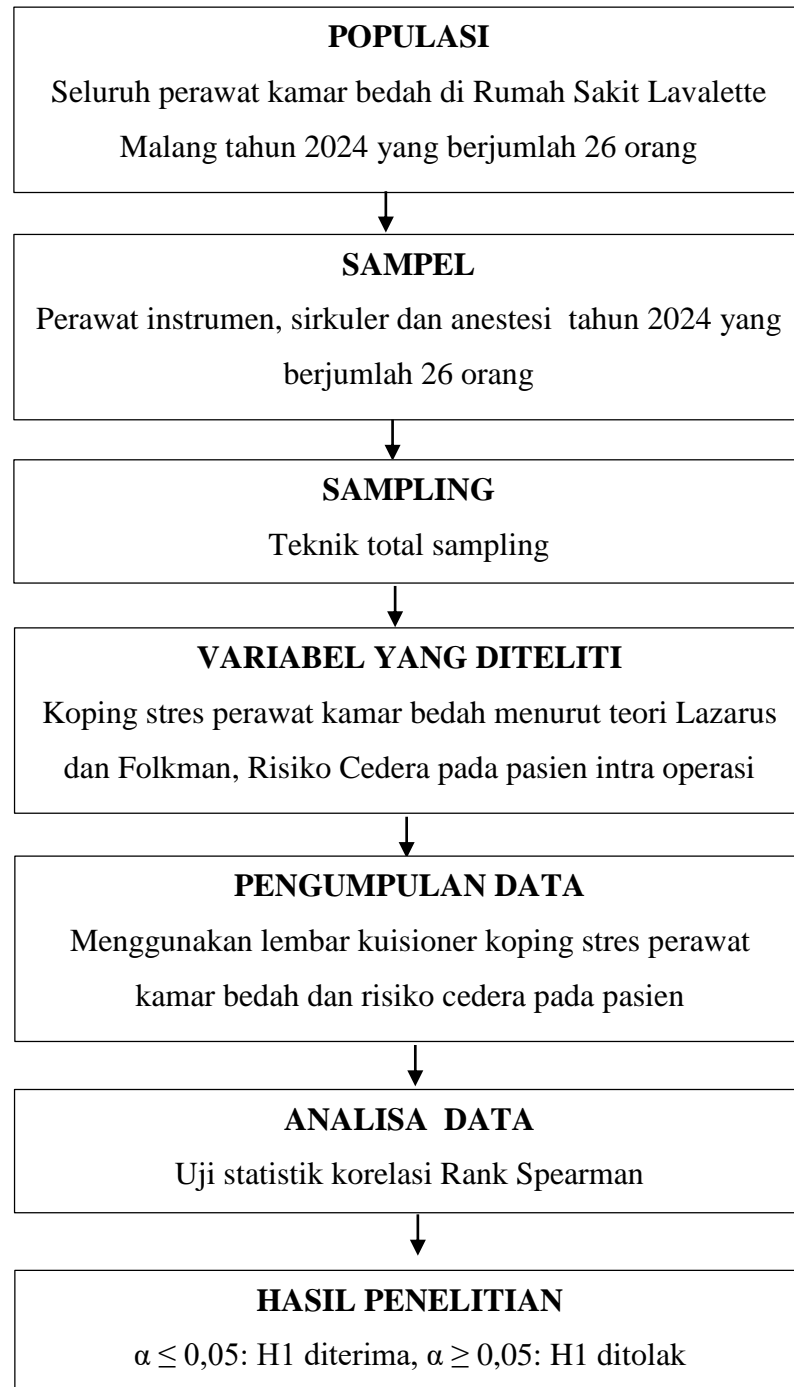 POPULASI
Seluruh perawat kamar bedah di Rumah Sakit Lavalette
Malang tahun 2024 yang berjumlah 26 orang
SAMPEL
Perawat instrumen, sirkuler dan anestesi tahun 2024 yang
berjumlah 26 orang
SAMPLING
Teknik total sampling
VARIABEL YANG DITELITI
Koping stres perawat kamar bedah menurut teori Lazarus
dan Folkman, Risiko Cedera pada pasien intra operasi
PENGUMPULAN DATA
Menggunakan lembar kuisioner koping stres perawat
kamar bedah dan risiko cedera pada pasien
ANALISA DATA
Uji statistik korelasi Rank Spearman
HASIL PENELITIAN
α ≤ 0,05: H1 diterima, α ≥ 0,05: H1 ditolak